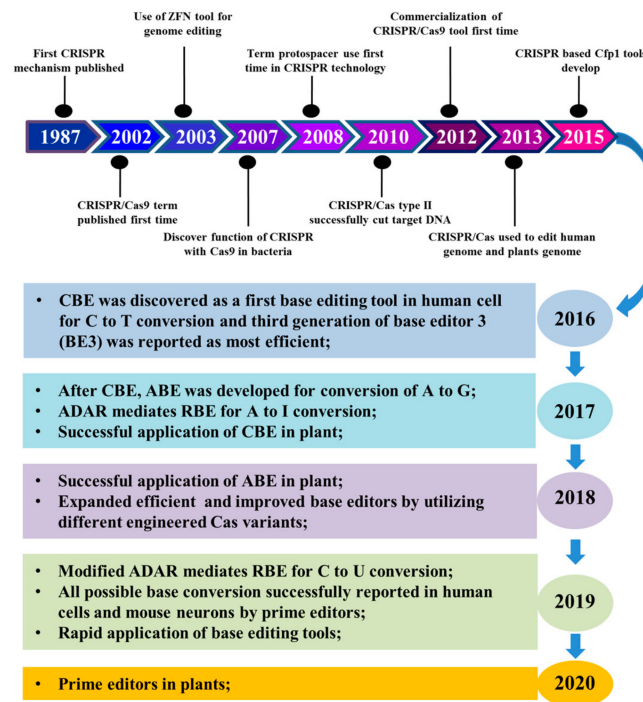 Use of ZFN tool for
genome editing
Commercialization of
CRISPR/Cas9 tool first time
First CRISPR
mechanism published
Term protospacer use first
time in CRISPR technology
CRISPR based Cfp1 tools
develop
1987
2002
2003
2007
2008
2010
2012
2013
2015
CRISPR/Cas9 term
published first time
CRISPR/Cas type II
successfully cut target DNA
Discover function of CRISPR
with Cas9 in bacteria
CRISPR/Cas used to edit human
genome and plants genome
• CBE was discovered as a first base editing tool in human cell
for C to T conversion and third generation of base editor 3
(BE3) was reported as most efficient;
2016
• After CBE, ABE was developed for conversion of A to G;
• ADAR mediates RBE for A to I conversion;
• Successful application of CBE in plant;
2017
• Successful application of ABE in plant;
• Expanded efficient and improved base editors by utilizing
different engineered Cas variants;
2018
• Modified ADAR mediates RBE for C to U conversion;
• All possible base conversion successfully reported in human
cells and mouse neurons by prime editors;
• Rapid application of base editing tools;
2019
• Prime editors in plants;
2020